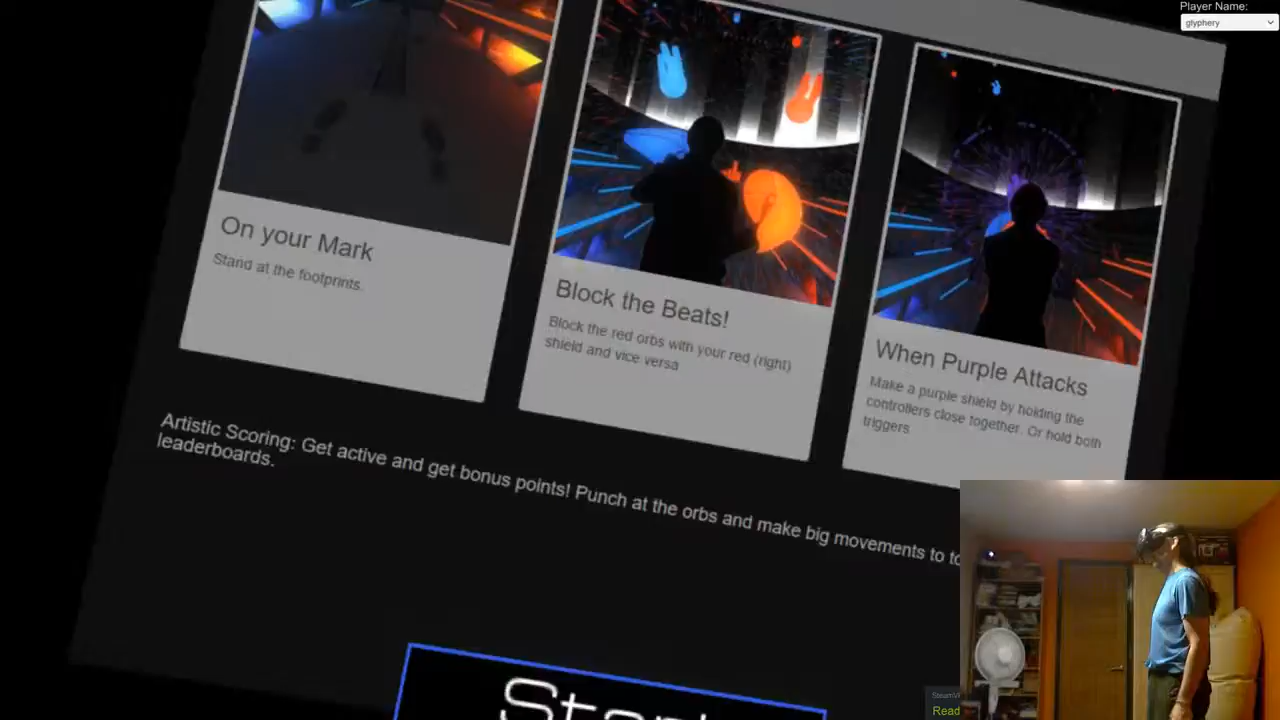 Player Name:
glyphery
On your Mark
Stand at the footprints.
Block the Beats!
Block the red orbs with your red (right)
shield and vice versa
When Purple Attacks
Make a purple shield by holding the
controllers close together. Or hold both
triggers
Artistic Scoring: Get active and get bonus points! Punch at the orbs and make big movements to
leaderboards.